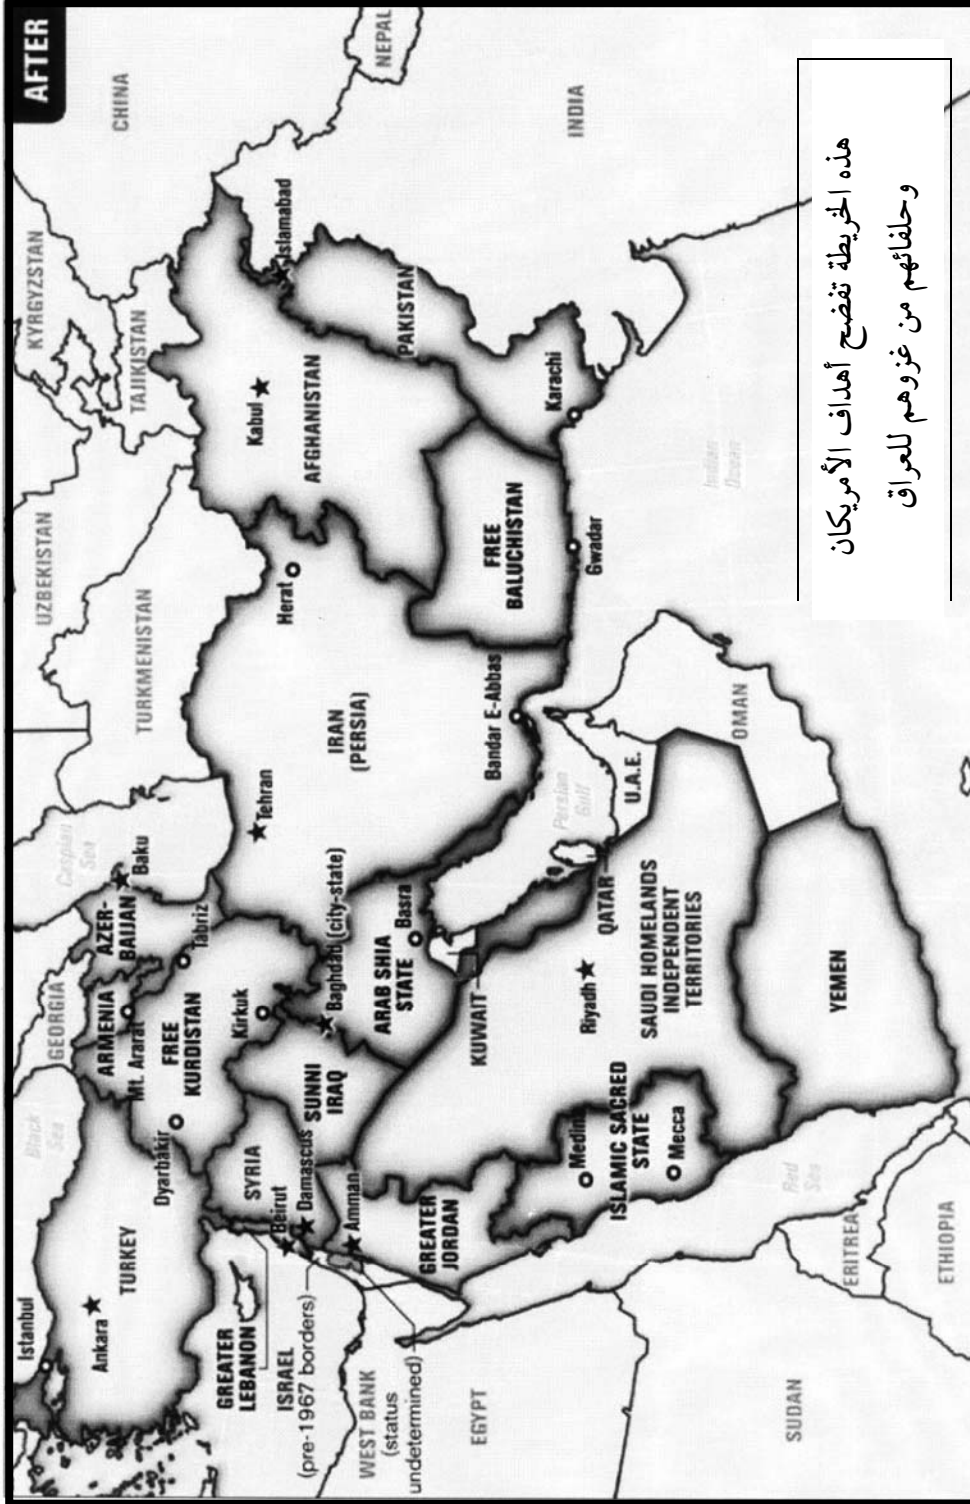 AFTER
Istanbul
Ankara
TURKEY
Black
Sea
GEORGIA
ARMENIA
Mt. Ararat
AZER-
BAIJAN
Baku
Caspian
Sea
Tabriz
Dyarbakir
FREE
KURDISTAN
Kirkuk
UZBEKISTAN
KYRGYZSTAN
TAJIKISTAN
TURKMENISTAN
CHINA
NEPAL
INDIA
GREATER
LEBANON
SYRIA
Beirut
Damascus
SUNNI
IRAQ
Baghdad (city-state)
Tehran
IRAN
(PERSIA)
Herat
Kabul
AFGHANISTAN
Islamabad
PAKISTAN
ISRAEL
(pre-1967 borders)
WEST BANK
(status
undetermined)
Amman
GREATER
JORDAN
ARAB SHIA
STATE
Basra
KUWAIT
Bandar E-Abbas
FREE
BALUCHISTAN
Gwadar
Karachi
EGYPT
Medina
ISLAMIC SACRED
STATE
Mecca
Riyadh
QATAR
Persian
Gulf
U.A.E.
SAUDI HOMELANDS
INDEPENDENT
TERRITORIES
OMAN
Indian
Ocean
Red
Sea
SUDAN
ERITREA
ETHIOPIA
YEMEN
هذه الخريطة تفضح أهداف الأمريكان
وحلفائهم من غزوهم للعراق